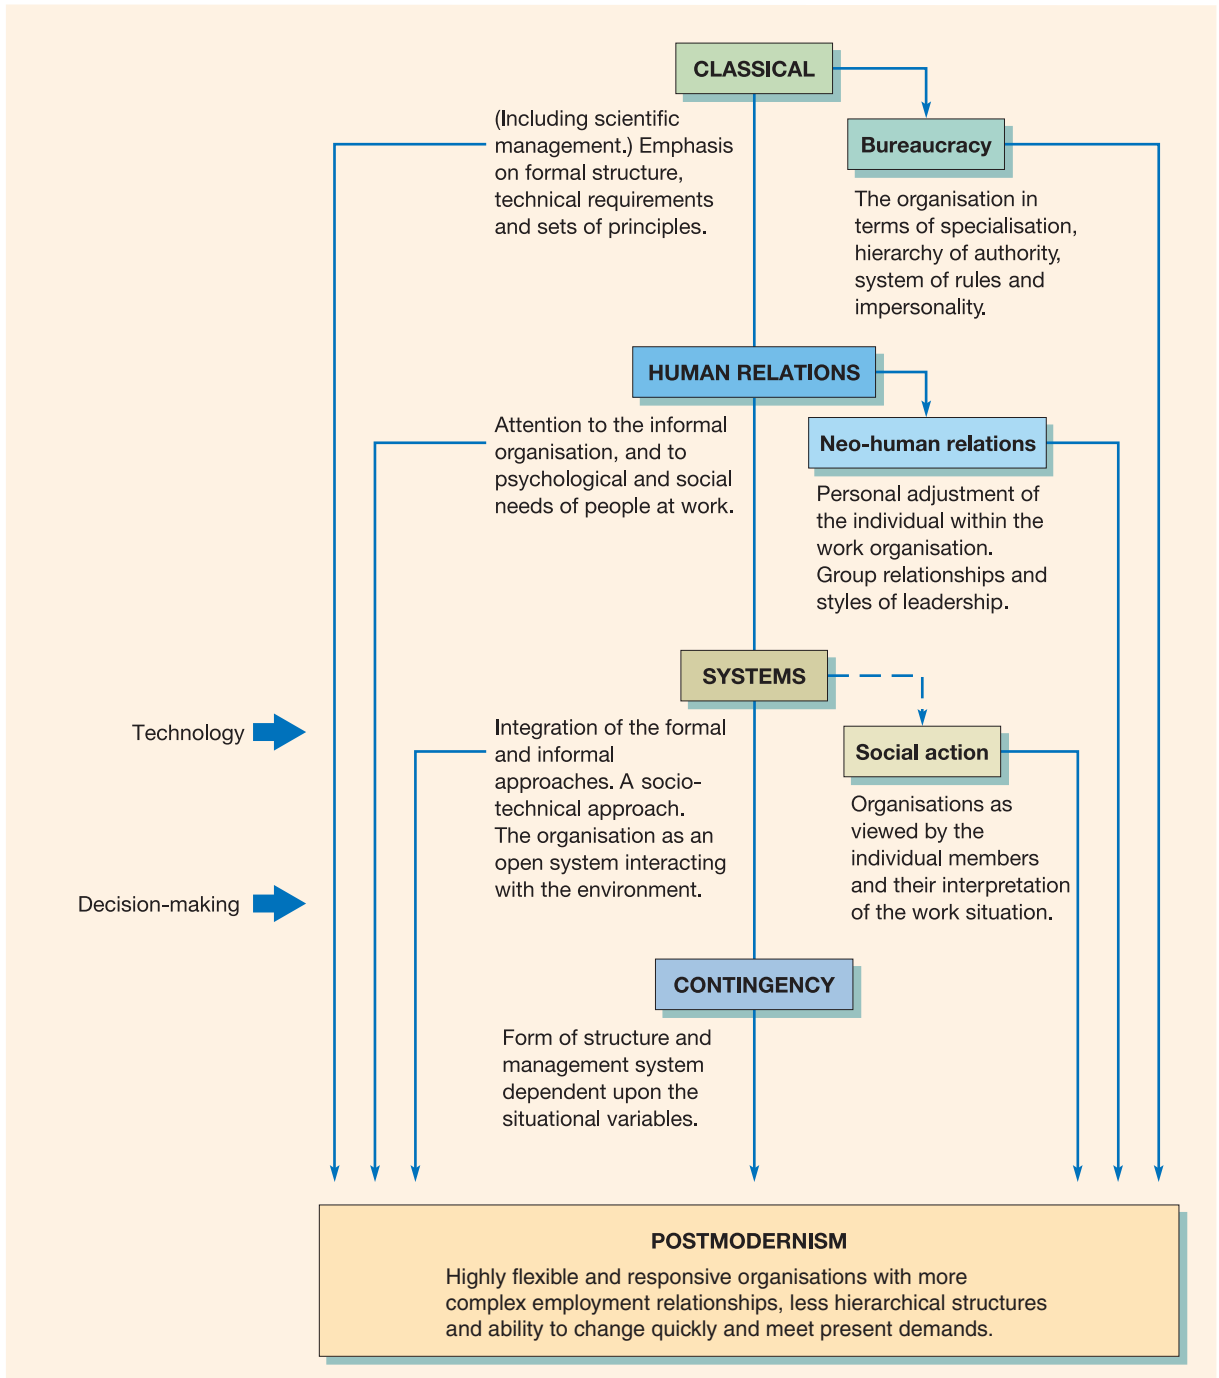 CLASSICAL
(Including scientific
management.) Emphasis
on formal structure,
technical requirements
and sets of principles.
Bureaucracy
The organisation in
terms of specialisation,
hierarchy of authority,
system of rules and
impersonality.
HUMAN RELATIONS
Attention to the informal
organisation, and to
psychological and social
needs of people at work.
Neo-human relations
Personal adjustment of
the individual within the
work organisation.
Group relationships and
styles of leadership.
SYSTEMS
Technology
Integration of the formal
and informal
approaches. A socio-
technical approach.
The organisation as an
open system interacting
with the environment.
Social action
Organisations as
viewed by the
individual members
and their interpretation
of the work situation.
Decision-making
CONTINGENCY
Form of structure and
management system
dependent upon the
situational variables.
POSTMODERNISM
Highly flexible and responsive organisations with more
complex employment relationships, less hierarchical structures
and ability to change quickly and meet present demands.